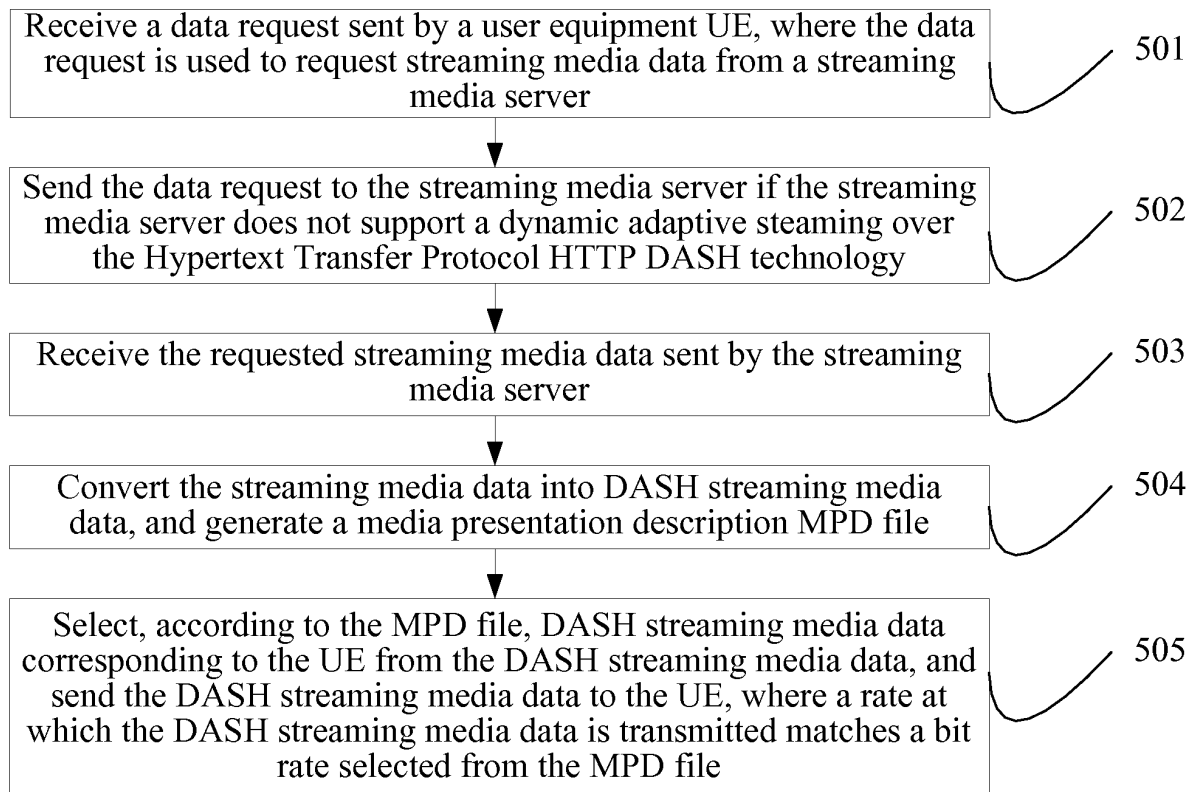 Receive a data request sent by a user equipment UE, where the data
request is used to request streaming media data from a streaming
media server
501
Send the data request to the streaming media server if the streaming
media server does not support a dynamic adaptive steaming over
the Hypertext Transfer Protocol HTTP DASH technology
502
Receive the requested streaming media data sent by the streaming
media server
503
Convert the streaming media data into DASH streaming media
data, and generate a media presentation description MPD file
504
Select, according to the MPD file, DASH streaming media data
corresponding to the UE from the DASH streaming media data, and
send the DASH streaming media data to the UE, where a rate at
which the DASH streaming media data is transmitted matches a bit
rate selected from the MPD file
505